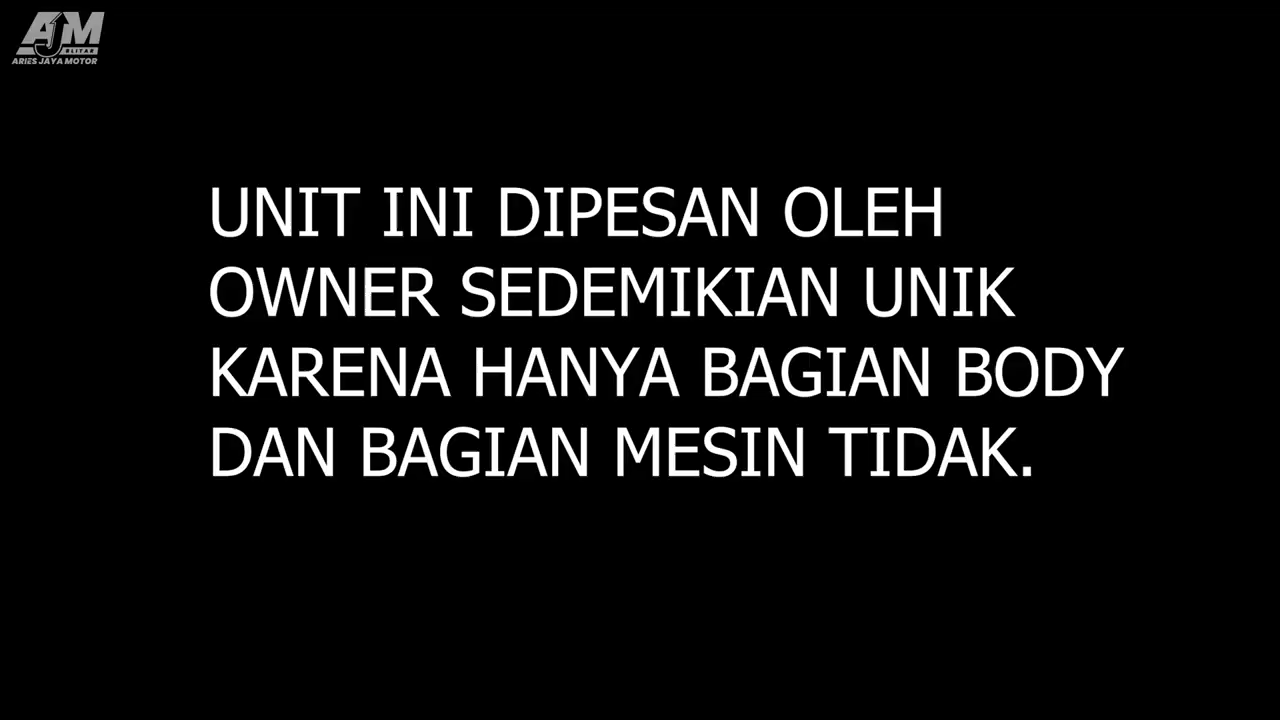 AJM
BLITAR
ARIES JAYA MOTOR
UNIT INI DIPESAN OLEH
OWNER SEDEMIKIAN UNIK
KARENA HANYA BAGIAN BODY
DAN BAGIAN MESIN TIDAK.